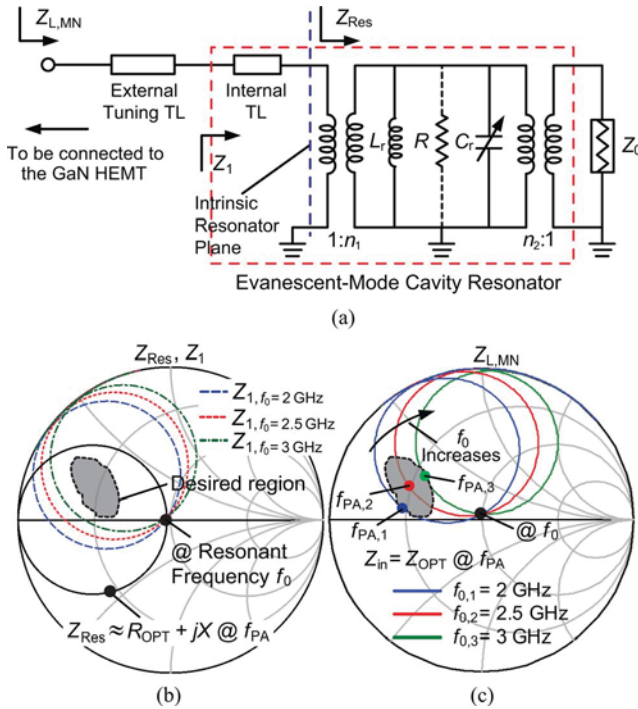 Z_L,MN
Z_Res
External
Tuning TL
Internal
TL
To be connected to
the GaN HEMT
Z_1
Intrinsic
Resonator
Plane
L_r
R
C_r
Z_0
1:n_1
n_2:1
Evanescent-Mode Cavity Resonator
(a)
Z_Res, Z_1
Z_1, f_0 = 2 GHz
Z_1, f_0 = 2.5 GHz
Z_1, f_0 = 3 GHz
Desired region
@ Resonant
Frequency f_0
Z_Res ≈ R_OPT + jX @ f_PA
(b)
Z_L,MN
f_0
Increases
f_PA,3
f_PA,2
f_PA,1
@ f_0
Z_in = Z_OPT @ f_PA
f_0,1 = 2 GHz
f_0,2 = 2.5 GHz
f_0,3 = 3 GHz
(c)